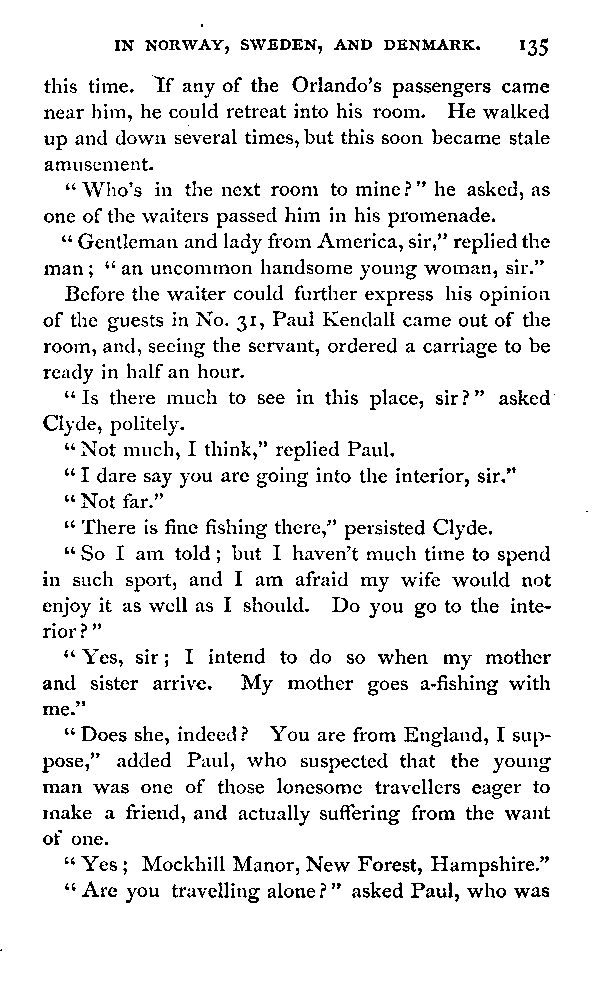 IN NORWAY, SWEDEN, AND DENMARK. 135
this time. If any of the Orlando's passengers came
near him, he could retreat into his room. He walked
up and down several times, but this soon became stale
amusement.
"Who's in the next room to mine?" he asked, as
one of the waiters passed him in his promenade.
"Gentleman and lady from America, sir," replied the
man; "an uncommon handsome young woman, sir."
Before the waiter could further express his opinion
of the guests in No. 31, Paul Kendall came out of the
room, and, seeing the servant, ordered a carriage to be
ready in half an hour.
"Is there much to see in this place, sir?" asked
Clyde, politely.
"Not much, I think," replied Paul.
"I dare say you are going into the interior, sir."
"Not far."
"There is fine fishing there," persisted Clyde.
"So I am told; but I haven't much time to spend
in such sport, and I am afraid my wife would not
enjoy it as well as I should. Do you go to the inte-
rior?"
"Yes, sir; I intend to do so when my mother
and sister arrive. My mother goes a-fishing with
me."
"Does she, indeed? You are from England, I sup-
pose," added Paul, who suspected that the young
man was one of those lonesome travellers eager to
make a friend, and actually suffering from the want
of one.
"Yes; Mockhill Manor, New Forest, Hampshire."
"Are you travelling alone?" asked Paul, who was